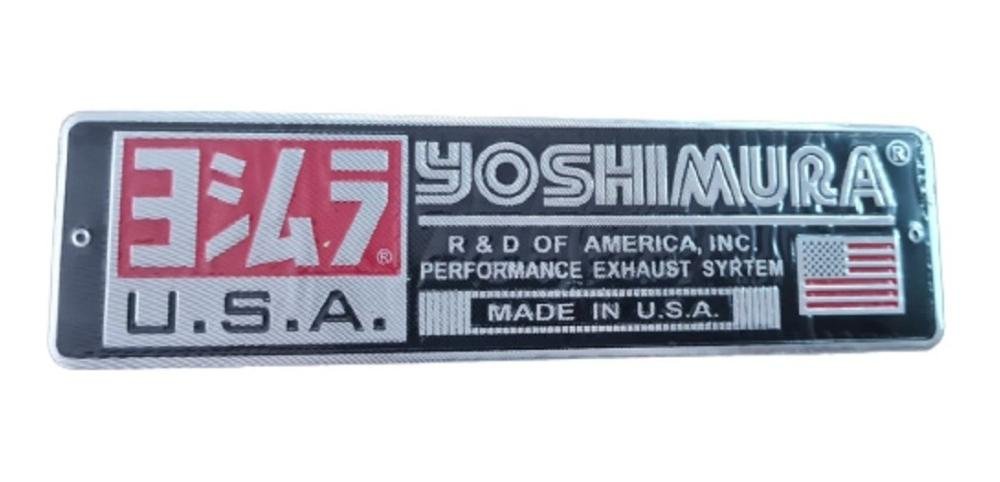 ヨシムラ®
U.S.A.
YOSHIMURA®
R & D OF AMERICA, INC.
PERFORMANCE EXHAUST SYRTEM
MADE IN U.S.A.